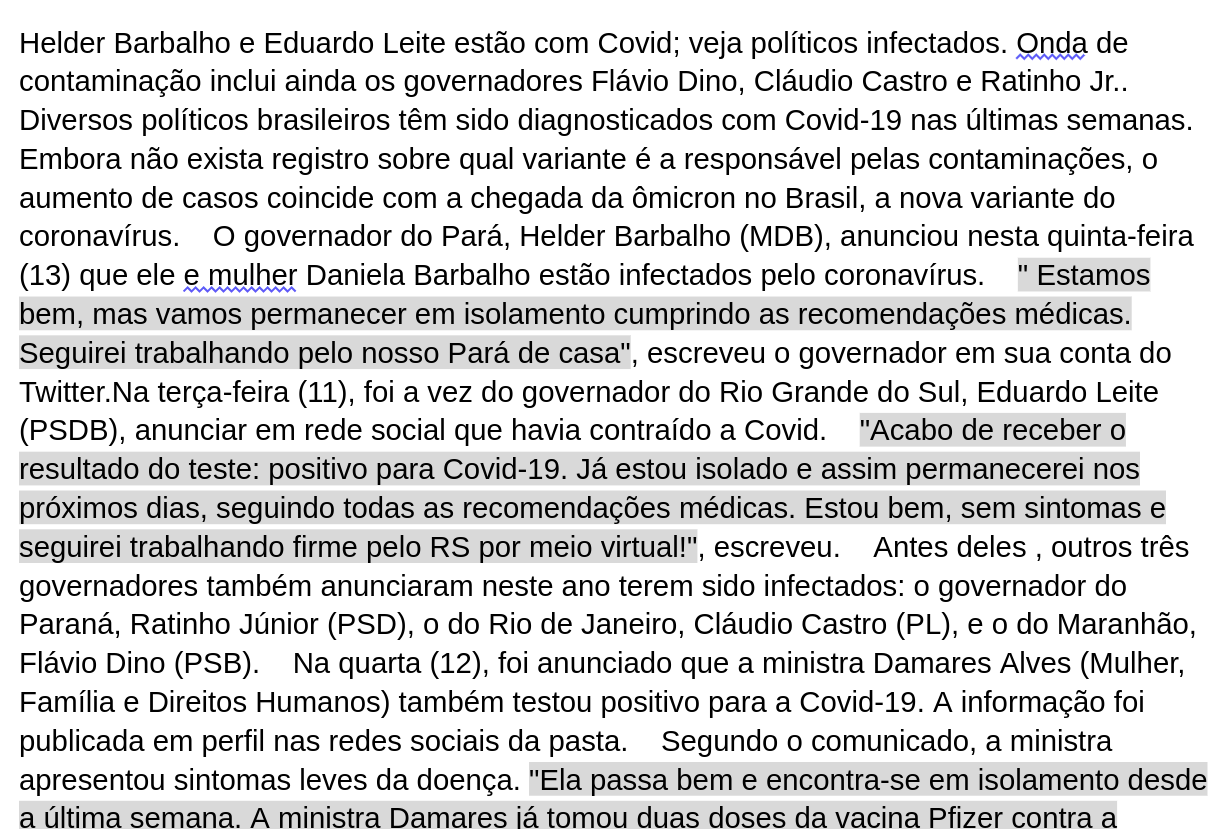 Helder Barbalho e Eduardo Leite estão com Covid; veja políticos infectados. Onda de
contaminação inclui ainda os governadores Flávio Dino, Cláudio Castro e Ratinho Jr..
Diversos políticos brasileiros têm sido diagnosticados com Covid-19 nas últimas semanas.
Embora não exista registro sobre qual variante é a responsável pelas contaminações, o
aumento de casos coincide com a chegada da ômicron no Brasil, a nova variante do
coronavírus.    O governador do Pará, Helder Barbalho (MDB), anunciou nesta quinta-feira
(13) que ele e mulher Daniela Barbalho estão infectados pelo coronavírus.    " Estamos
bem, mas vamos permanecer em isolamento cumprindo as recomendações médicas.
Seguirei trabalhando pelo nosso Pará de casa", escreveu o governador em sua conta do
Twitter.Na terça-feira (11), foi a vez do governador do Rio Grande do Sul, Eduardo Leite
(PSDB), anunciar em rede social que havia contraído a Covid.    "Acabo de receber o
resultado do teste: positivo para Covid-19. Já estou isolado e assim permanecerei nos
próximos dias, seguindo todas as recomendações médicas. Estou bem, sem sintomas e
seguirei trabalhando firme pelo RS por meio virtual!", escreveu.    Antes deles , outros três
governadores também anunciaram neste ano terem sido infectados: o governador do
Paraná, Ratinho Júnior (PSD), o do Rio de Janeiro, Cláudio Castro (PL), e o do Maranhão,
Flávio Dino (PSB).    Na quarta (12), foi anunciado que a ministra Damares Alves (Mulher,
Família e Direitos Humanos) também testou positivo para a Covid-19. A informação foi
publicada em perfil nas redes sociais da pasta.    Segundo o comunicado, a ministra
apresentou sintomas leves da doença. "Ela passa bem e encontra-se em isolamento desde
a última semana. A ministra Damares já tomou duas doses da vacina Pfizer contra a